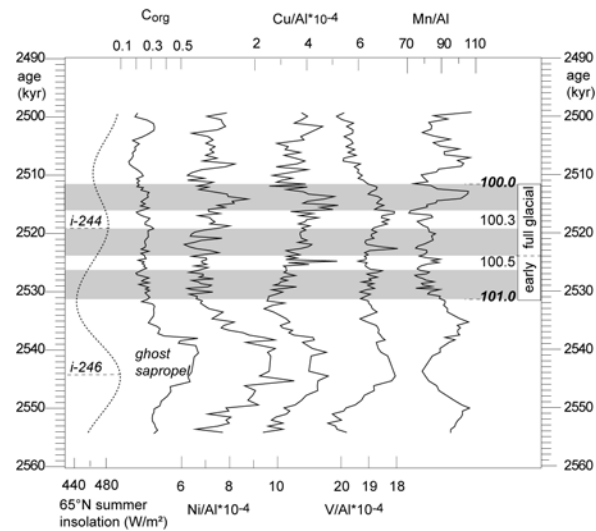 C org Cu/Al*10-4 Mn/Al
0.1 0.3 0.5 2 4 6 70 90 110
2490 2490
age (kyr) age (kyr)
2500 2500
2510 2510
100.0
i-244 100.3 full glacial
2520 2520
100.5 early
2530 101.0 2530
2540 2540
ghost
sapropel
i-246
2550 2550
2560 2560
440 480 6 8 10 20 19 18
65°N summer Ni/Al*10-4 V/Al*10-4
insolation (W/m²)